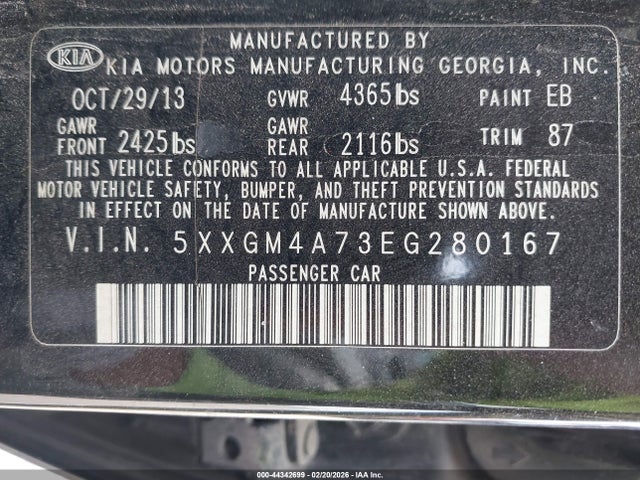 MANUFACTURED BY
KIA KIA MOTORS MANUFACTURING GEORGIA, INC.
OCT/29/13 GVWR 4365lbs PAINT EB
GAWR FRONT 2425lbs GAWR REAR 2116lbs TRIM 87
THIS VEHICLE CONFORMS TO ALL APPLICABLE U.S.A. FEDERAL
MOTOR VEHICLE SAFETY, BUMPER, AND THEFT PREVENTION STANDARDS
IN EFFECT ON THE DATE OF MANUFACTURE SHOWN ABOVE.
V.I.N. 5XXGM4A73EG280167
PASSENGER CAR
000-44342699 - 02/20/2026 - IAA Inc.